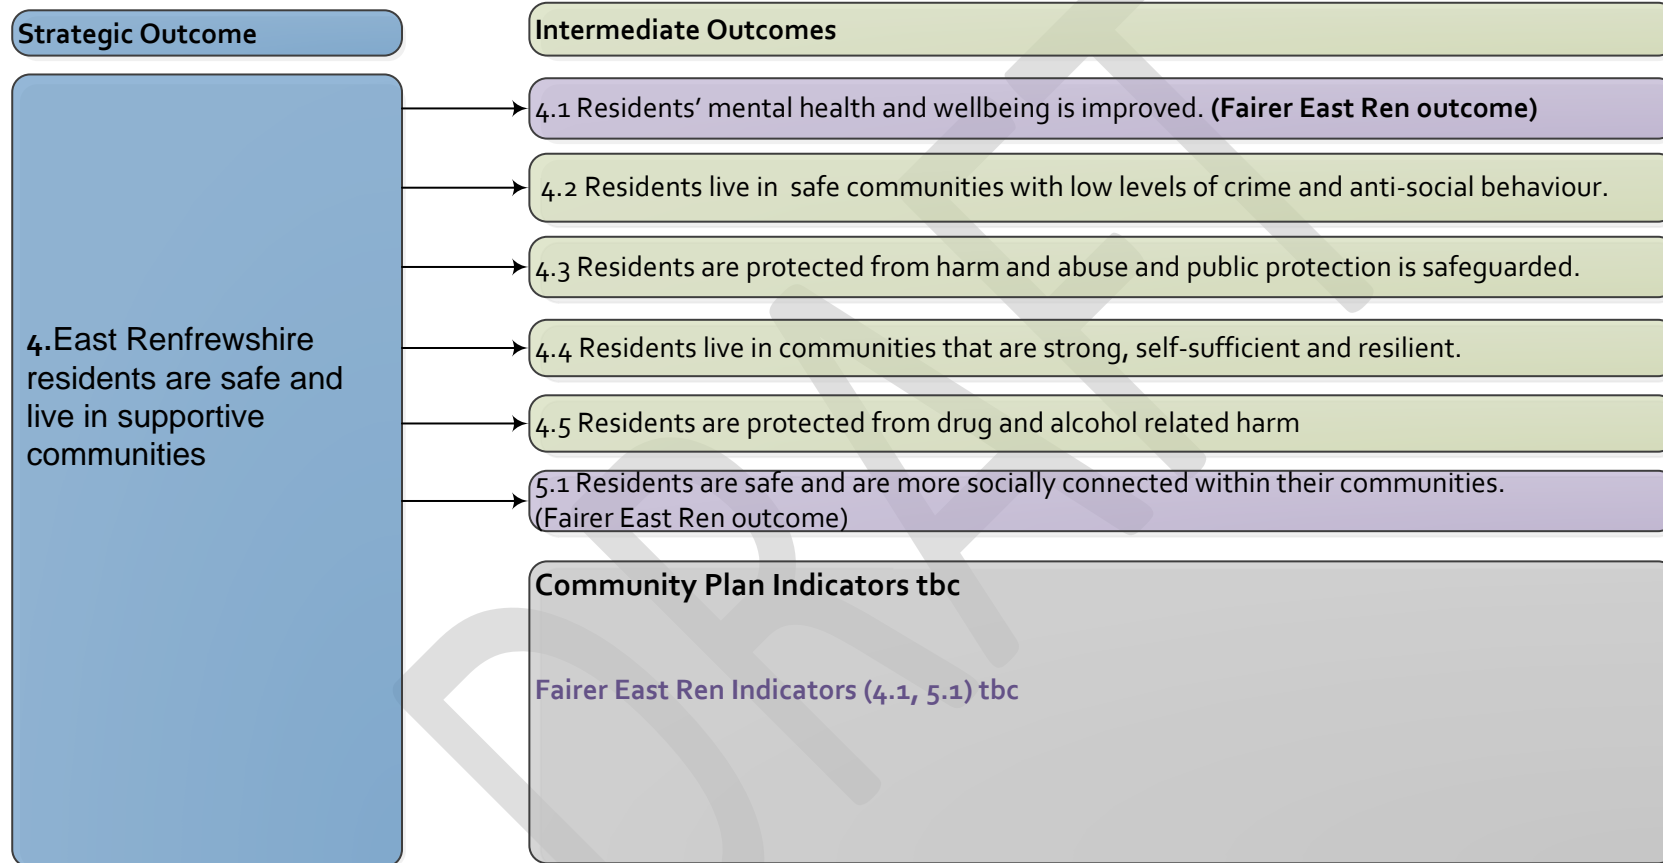 Strategic Outcome
Intermediate Outcomes
4.East Renfrewshire
residents are safe and
live in supportive
communities
4.1 Residents’ mental health and wellbeing is improved. (Fairer East Ren outcome)
4.2 Residents live in  safe communities with low levels of crime and anti-social behaviour.
4.3 Residents are protected from harm and abuse and public protection is safeguarded.
4.4 Residents live in communities that are strong, self-sufficient and resilient.
4.5 Residents are protected from drug and alcohol related harm
5.1 Residents are safe and are more socially connected within their communities.
(Fairer East Ren outcome)
Community Plan Indicators tbc
Fairer East Ren Indicators (4.1, 5.1) tbc
DRAFT